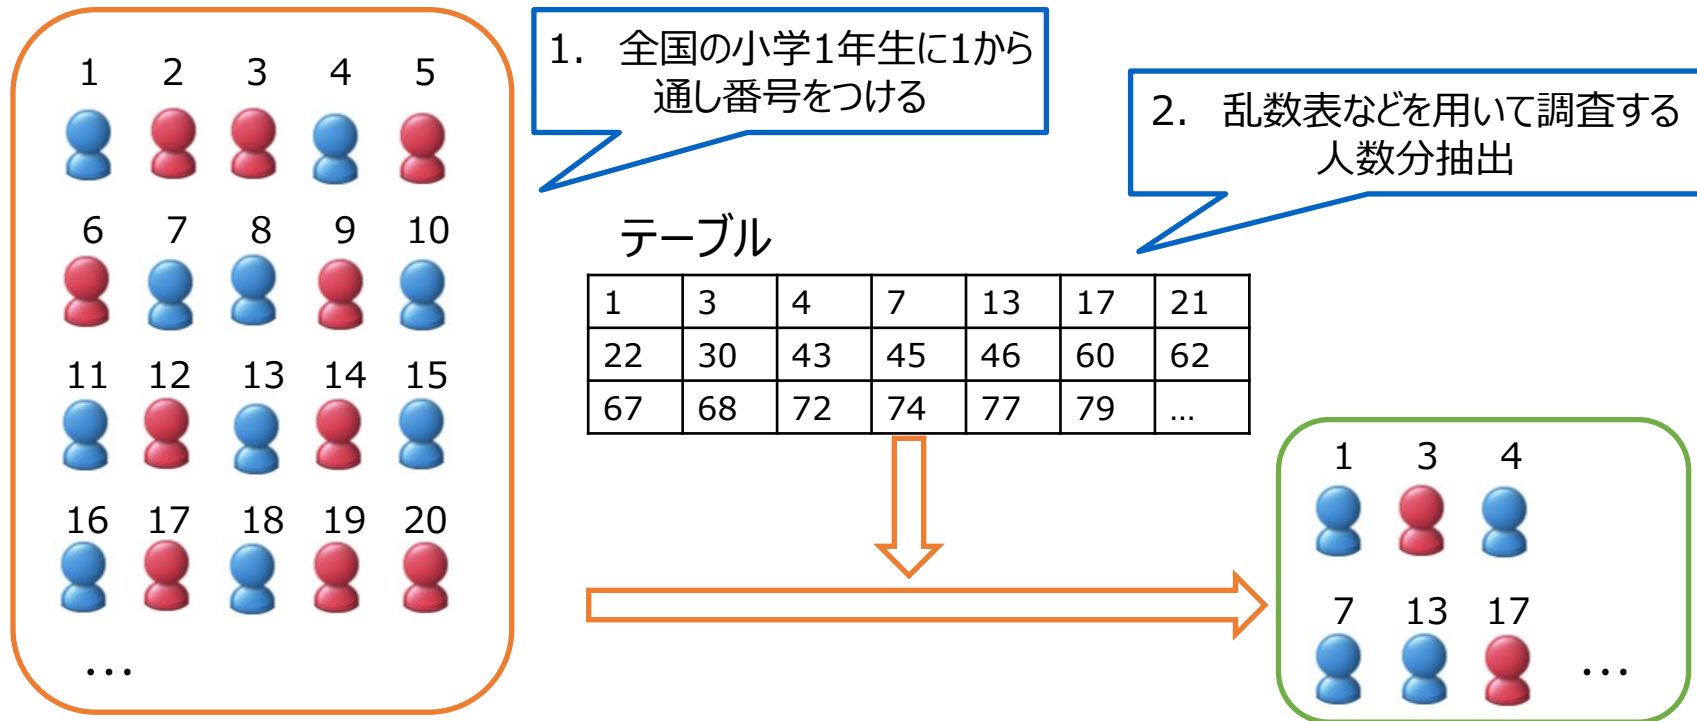 1 2 3 4 5
6 7 8 9 10
11 12 13 14 15
16 17 18 19 20
...
1. 全国の小学1年生に1から
通し番号をつける
2. 乱数表などを用いて調査する
人数分抽出
テーブル
1 3 4 7 13 17 21
22 30 43 45 46 60 62
67 68 72 74 77 79 ...
1 3 4
7 13 17
...